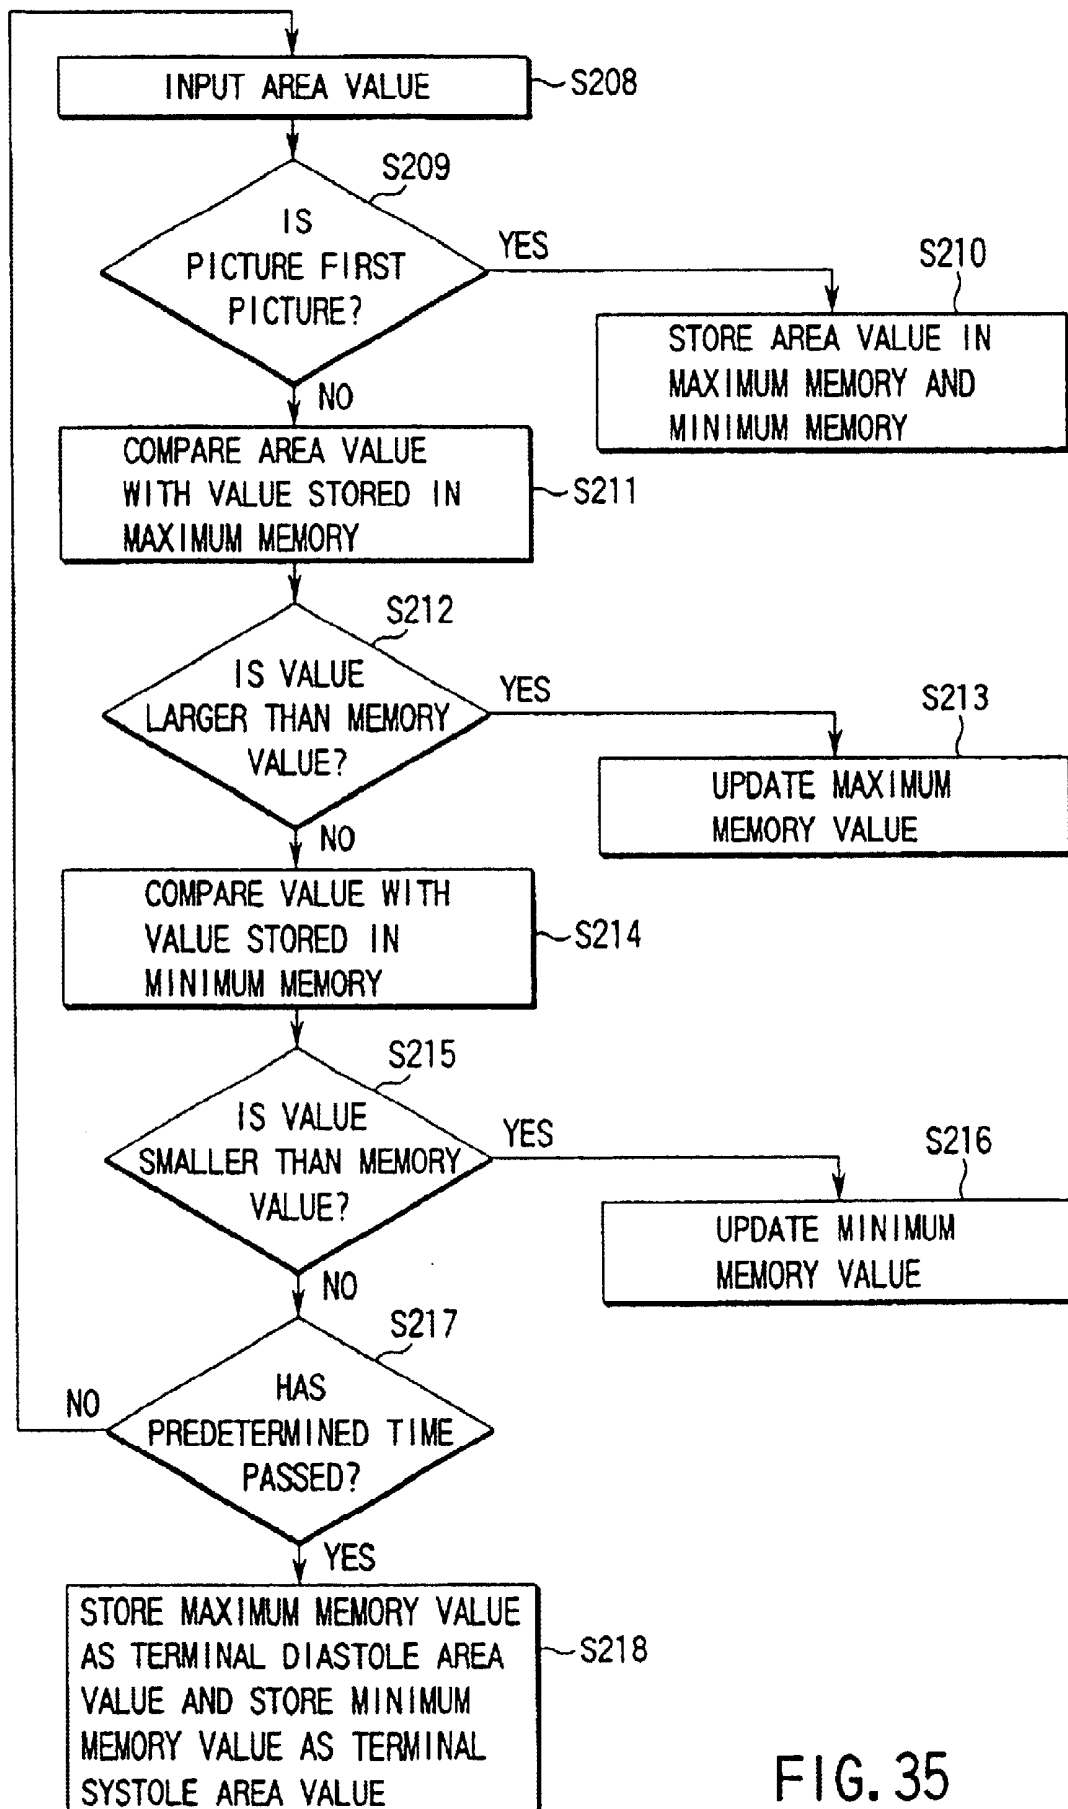 INPUT AREA VALUE
S208
S209
IS
PICTURE FIRST
PICTURE?
YES
S210
STORE AREA VALUE IN
MAXIMUM MEMORY AND
MINIMUM MEMORY
NO
COMPARE AREA VALUE
WITH VALUE STORED IN
MAXIMUM MEMORY
S211
S212
IS VALUE
LARGER THAN MEMORY
VALUE?
YES
S213
UPDATE MAXIMUM
MEMORY VALUE
NO
COMPARE VALUE WITH
VALUE STORED IN
MINIMUM MEMORY
S214
S215
IS VALUE
SMALLER THAN MEMORY
VALUE?
YES
S216
UPDATE MINIMUM
MEMORY VALUE
NO
S217
HAS
PREDETERMINED TIME
PASSED?
NO
YES
STORE MAXIMUM MEMORY VALUE
AS TERMINAL DIASTOLE AREA
VALUE AND STORE MINIMUM
MEMORY VALUE AS TERMINAL
SYSTOLE AREA VALUE
S218
FIG. 35